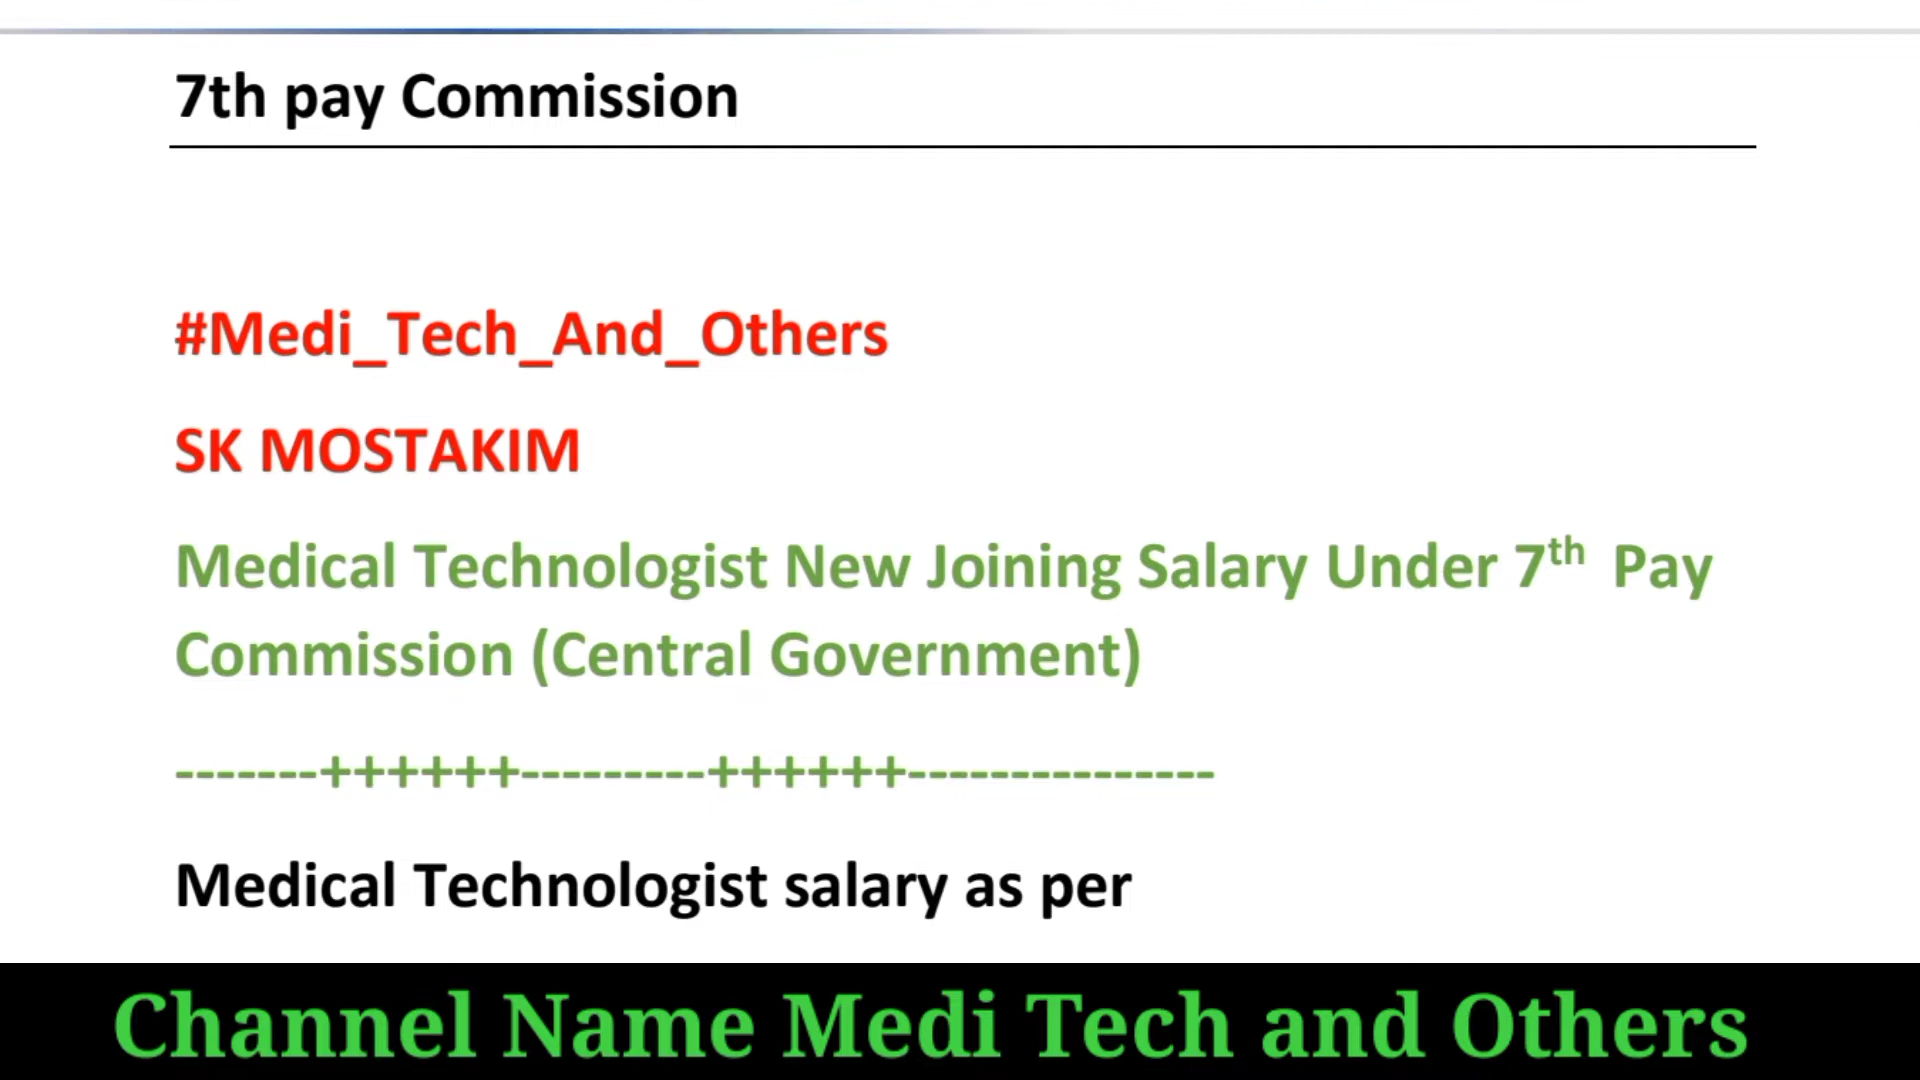 7th pay Commission
#Medi_Tech_And_Others
SK MOSTAKIM
Medical Technologist New Joining Salary Under 7th Pay
Commission (Central Government)
-------++++++---------++++++---------------
Medical Technologist salary as per
Channel Name Medi Tech and Others